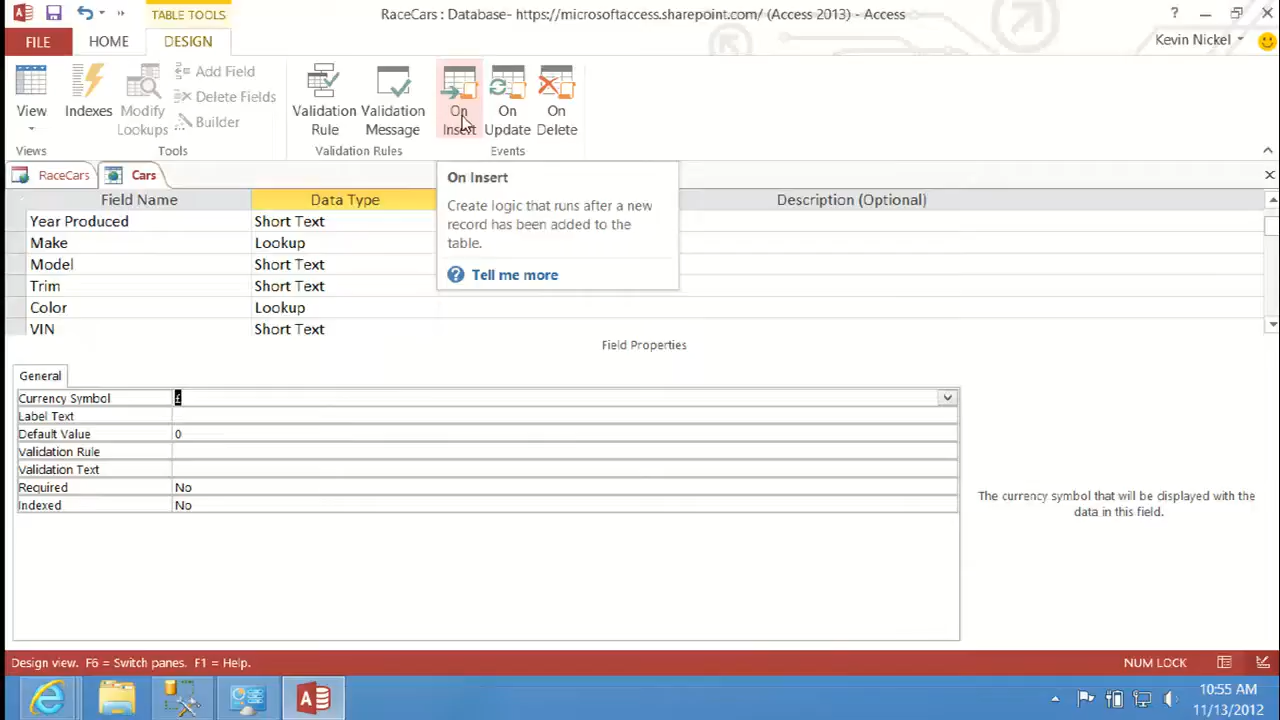 TABLE TOOLS
RaceCars : Database- https://microsoftaccess.sharepoint.com/ (Access 2013) - Access
?
FILE HOME DESIGN
Kevin Nickel
View
Indexes
Modify
Lookups
Add Field
Delete Fields
Builder
Validation
Rule
Validation
Message
On
Insert
On
Update
On
Delete
Views
Tools
Validation Rules
Events
RaceCars
Cars
Field Name Data Type Description (Optional)
On Insert
Create logic that runs after a new
record has been added to the
table.
? Tell me more
Year Produced Short Text
Make Lookup
Model Short Text
Trim Short Text
Color Lookup
VIN Short Text
Field Properties
General
Currency Symbol £
Label Text
Default Value 0
Validation Rule
Validation Text
Required No
Indexed No
The currency symbol that will be displayed with the
data in this field.
Design view. F6 = Switch panes. F1 = Help.
NUM LOCK
10:55 AM
11/13/2012